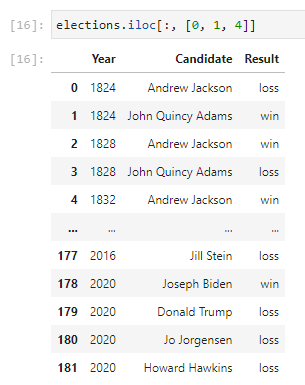 [16]: elections.iloc[:, [0, 1, 4]]
[16]:
Year Candidate Result
0 1824 Andrew Jackson loss
1 1824 John Quincy Adams win
2 1828 Andrew Jackson win
3 1828 John Quincy Adams loss
4 1832 Andrew Jackson win
... ... ... ...
177 2016 Jill Stein loss
178 2020 Joseph Biden win
179 2020 Donald Trump loss
180 2020 Jo Jorgensen loss
181 2020 Howard Hawkins loss